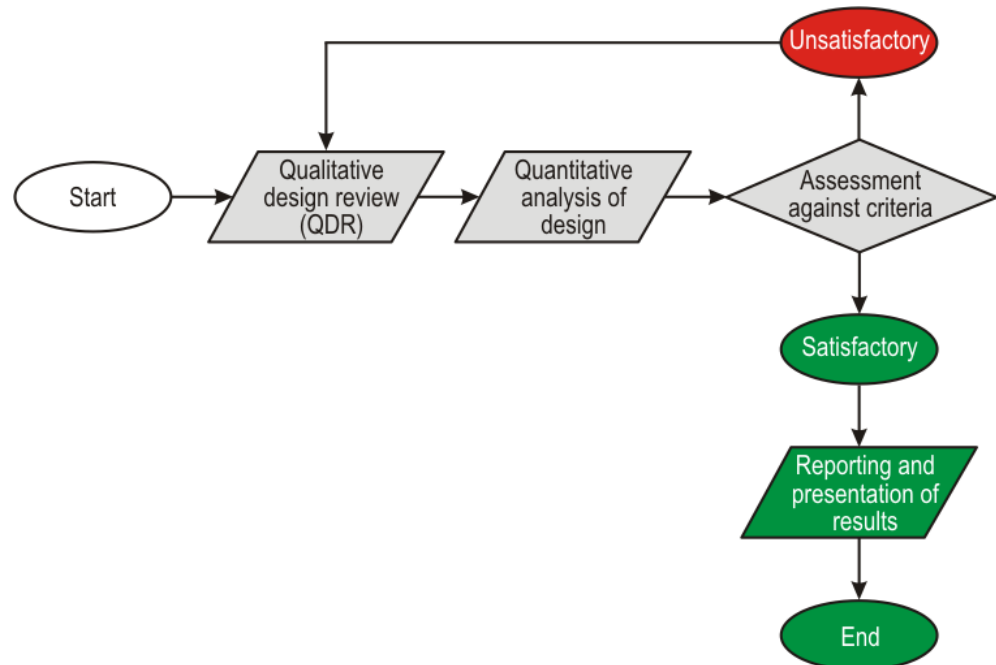 Unsatisfactory
Start
Qualitative
design review
(QDR)
Quantitative
analysis of
design
Assessment
against criteria
Satisfactory
Reporting and
presentation of
results
End